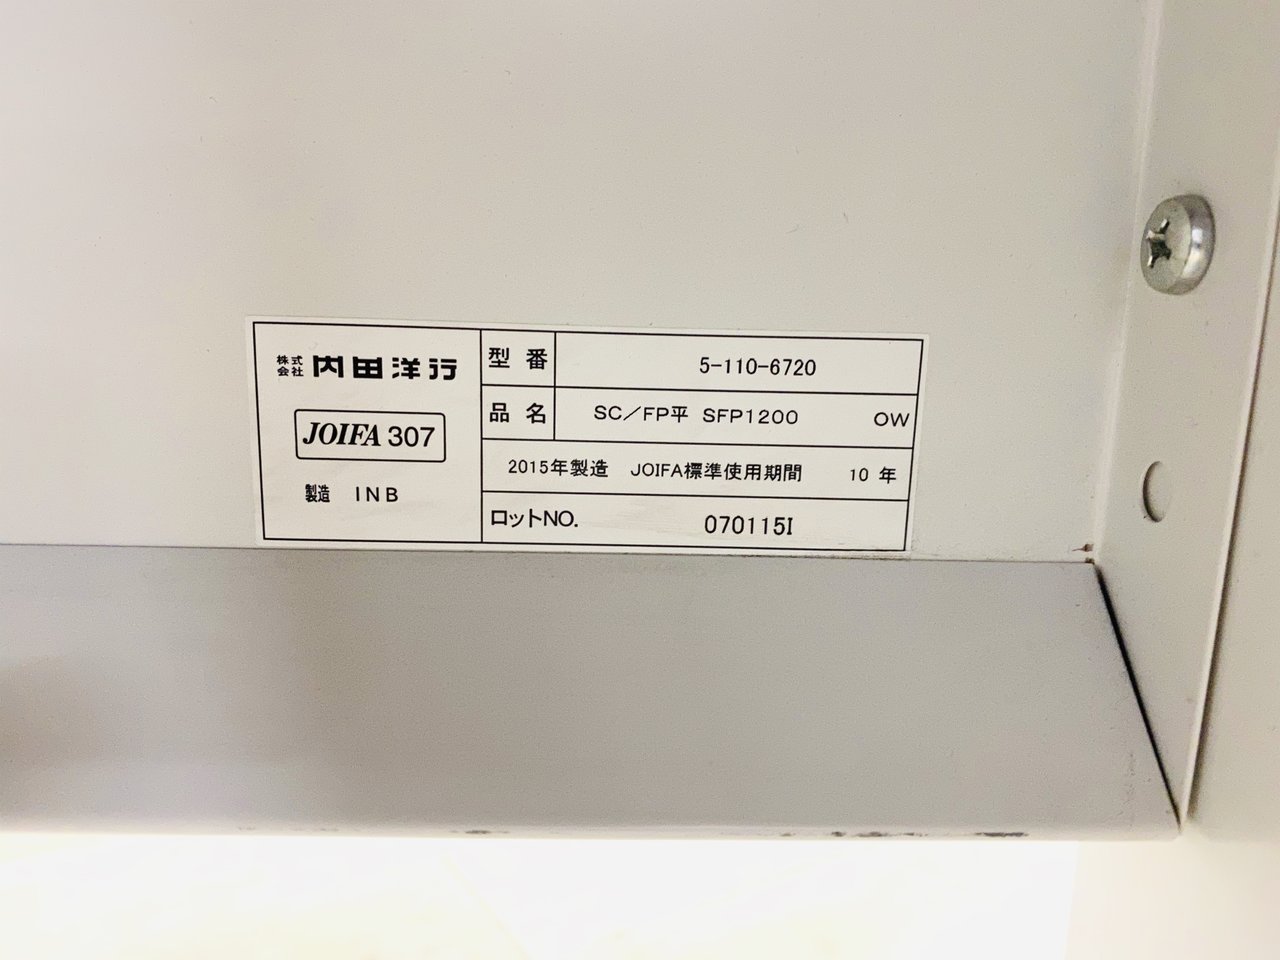 株式会社 内田洋行
JOIFA 307
製造 INB
型番 5-110-6720
品名 SC/FP平 SFP1200 OW
2015年製造 JOIFA標準使用期間 10年
ロットNO. 070115I